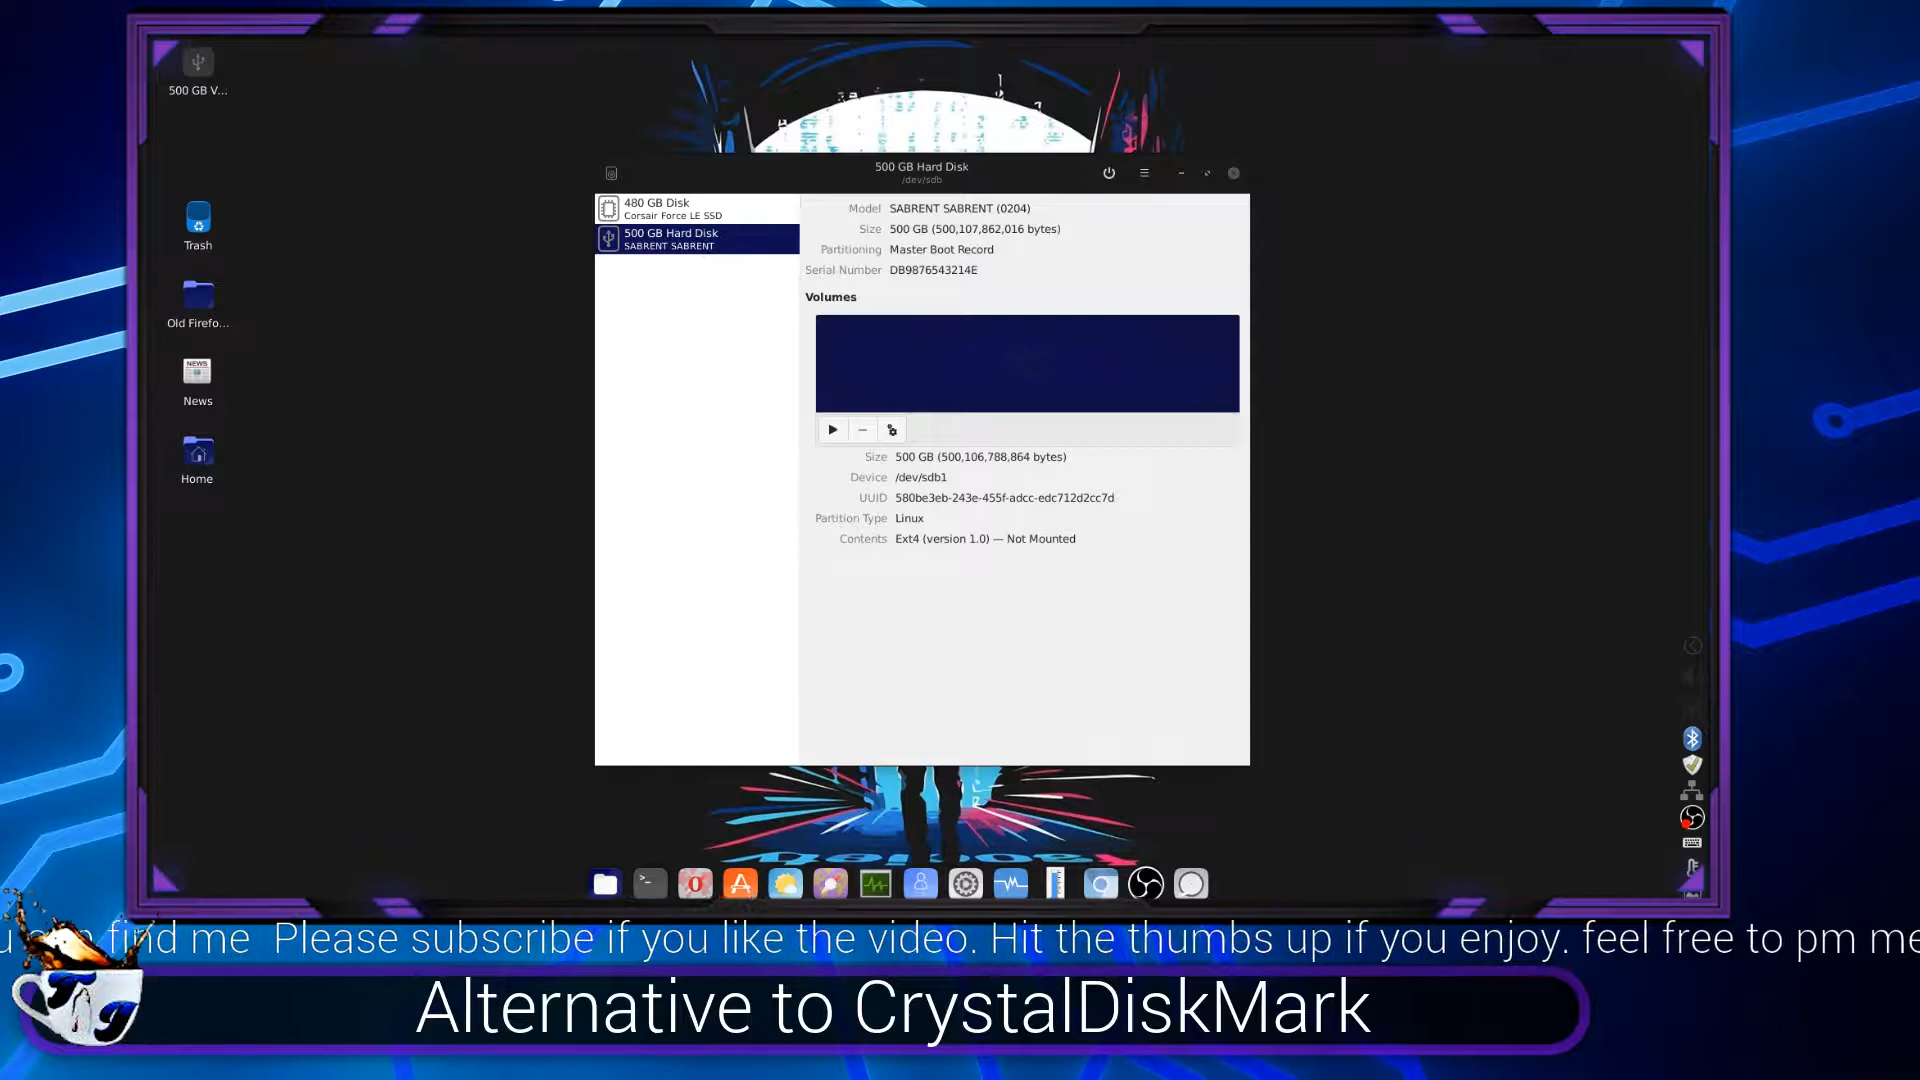 500 GB V...
Trash
Old Firefo...
NEWS
News
Home
500 GB Hard Disk
/dev/sdb
480 GB Disk
Corsair Force LE SSD
500 GB Hard Disk
SABRENT SABRENT
Model SABRENT SABRENT (0204)
Size 500 GB (500,107,862,016 bytes)
Partitioning Master Boot Record
Serial Number DB9876543214E
Volumes
Size 500 GB (500,106,788,864 bytes)
Device /dev/sdb1
UUID 580be3eb-243e-455f-adcc-edc712d2cc7d
Partition Type Linux
Contents Ext4 (version 1.0) — Not Mounted
find me Please subscribe if you like the video. Hit the thumbs up if you enjoy. feel free to pm me
Alternative to CrystalDiskMark